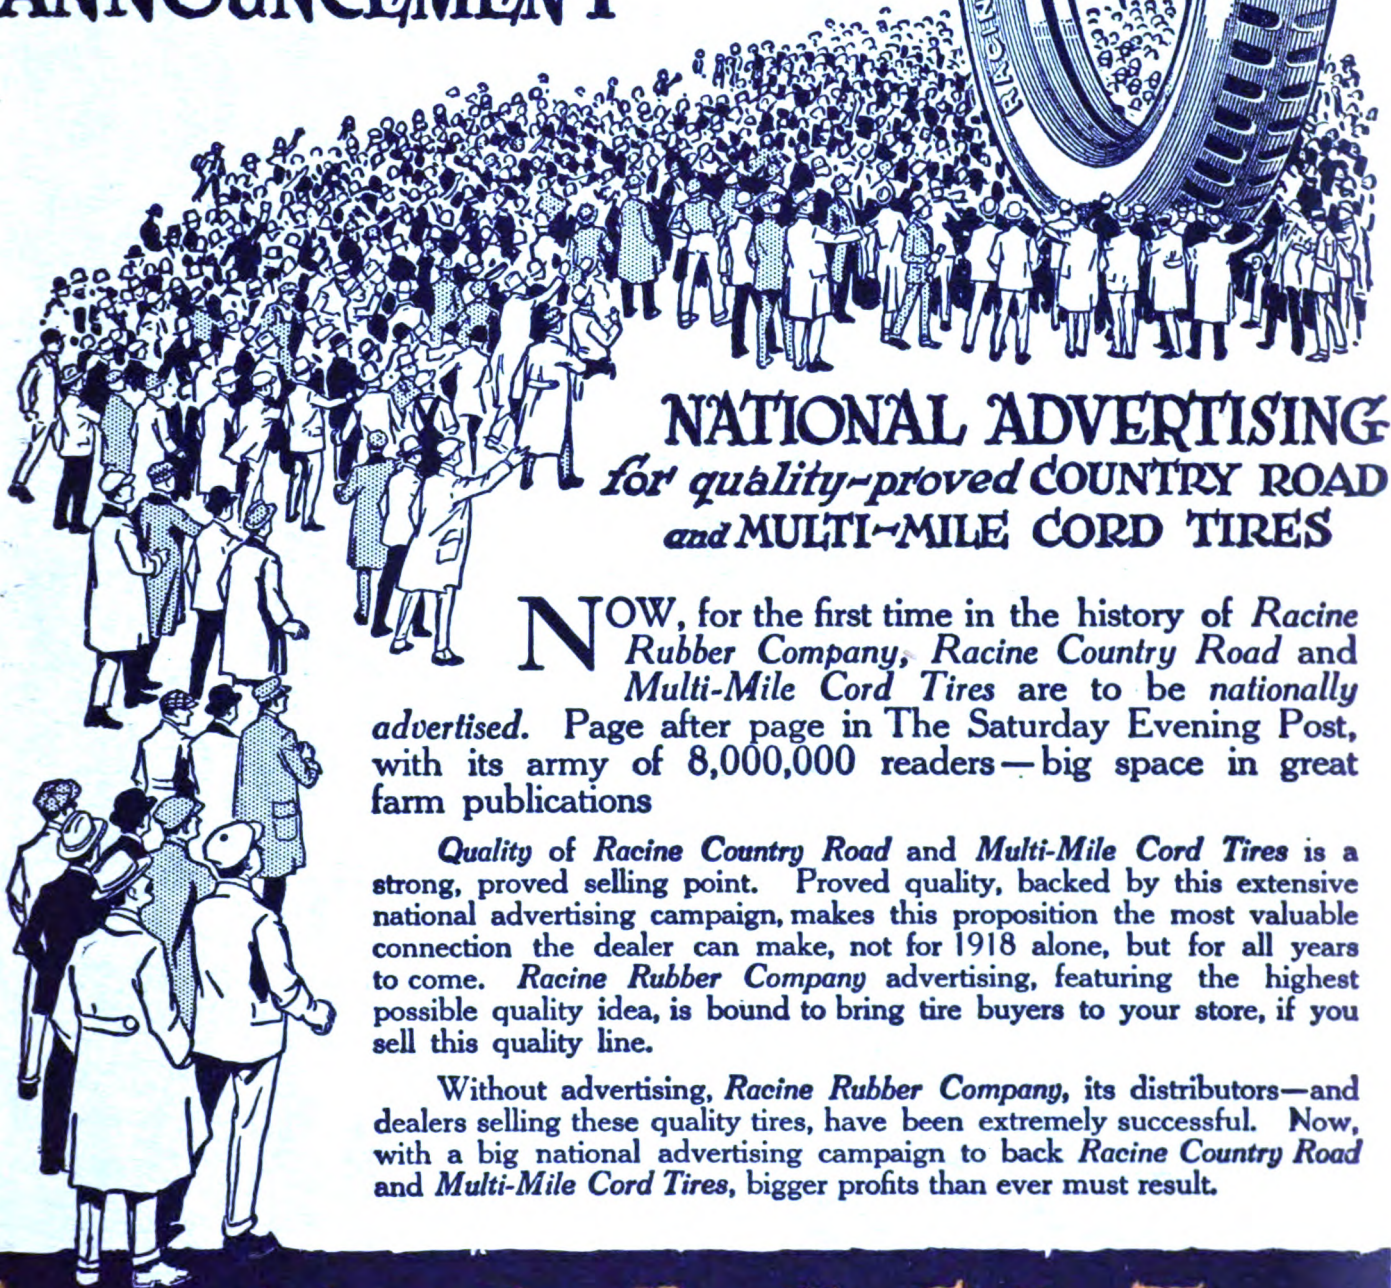 ANNOUNCEMENT
NATIONAL ADVERTISING
for quality-proved COUNTRY ROAD
and MULTI-MILE CORD TIRES
NOW, for the first time in the history of Racine
Rubber Company, Racine Country Road and
Multi-Mile Cord Tires are to be nationally
advertised. Page after page in The Saturday Evening Post,
with its army of 8,000,000 readers—big space in great
farm publications
Quality of Racine Country Road and Multi-Mile Cord Tires is a
strong, proved selling point. Proved quality, backed by this extensive
national advertising campaign, makes this proposition the most valuable
connection the dealer can make, not for 1918 alone, but for all years
to come. Racine Rubber Company advertising, featuring the highest
possible quality idea, is bound to bring tire buyers to your store, if you
sell this quality line.
Without advertising, Racine Rubber Company, its distributors—and
dealers selling these quality tires, have been extremely successful. Now,
with a big national advertising campaign to back Racine Country Road
and Multi-Mile Cord Tires, bigger profits than ever must result.